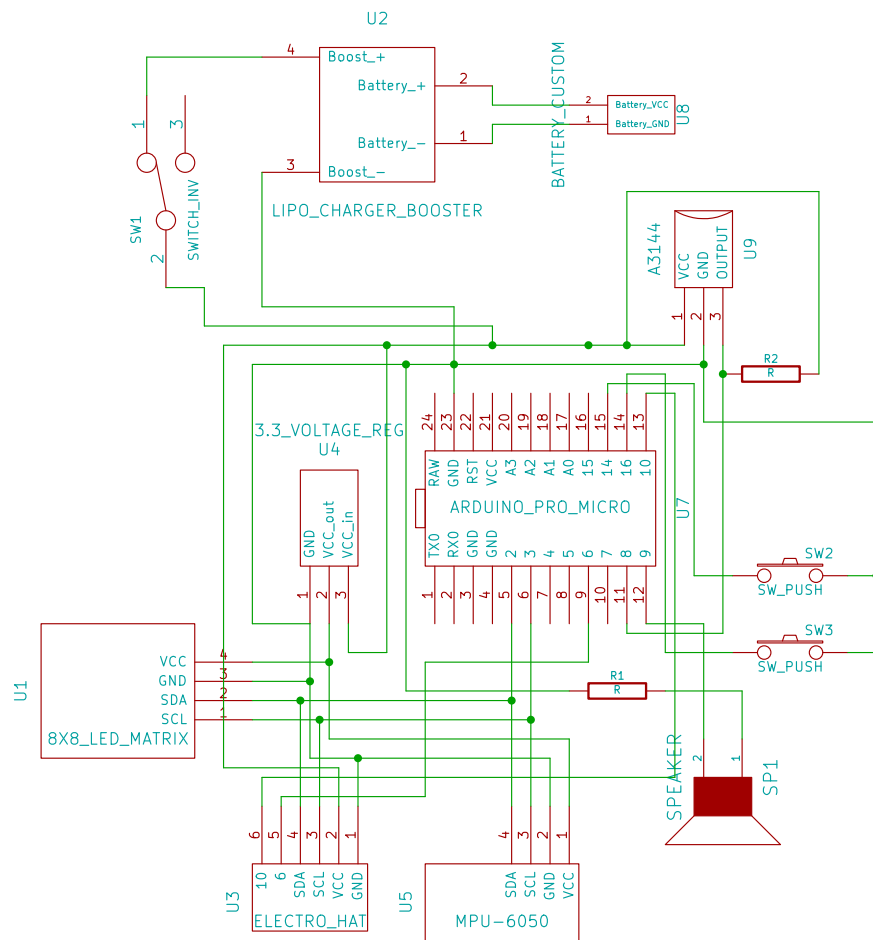 U2
4
Boost_+
Battery_+
2
Battery_-
1
3
Boost_-
LIPO_CHARGER_BOOSTER
BATTERY_CUSTOM
2
Battery_VCC
1
Battery_GND
U8
1
3
SW1
2
SWITCH_INV
A3144
VCC
GND
OUTPUT
U9
1
2
3
R2
R
24
23
22
21
20
19
18
17
16
15
14
13
RAW
GND
RST
VCC
A3
A2
A1
A0
15
14
16
10
ARDUINO_PRO_MICRO
U7
TX0
RX0
GND
GND
2
3
4
5
6
7
8
9
1
2
3
4
5
6
7
8
9
10
11
12
3.3_VOLTAGE_REG
U4
GND
VCC_out
VCC_in
1
2
3
SW2
SW_PUSH
SW3
SW_PUSH
U1
VCC
4
GND
3
SDA
2
SCL
1
8X8_LED_MATRIX
R1
R
SPEAKER
2
1
SP1
6
5
4
3
2
1
10
6
SDA
SCL
VCC
GND
U3
ELECTRO_HAT
4
3
2
1
SDA
SCL
GND
VCC
U5
MPU-6050